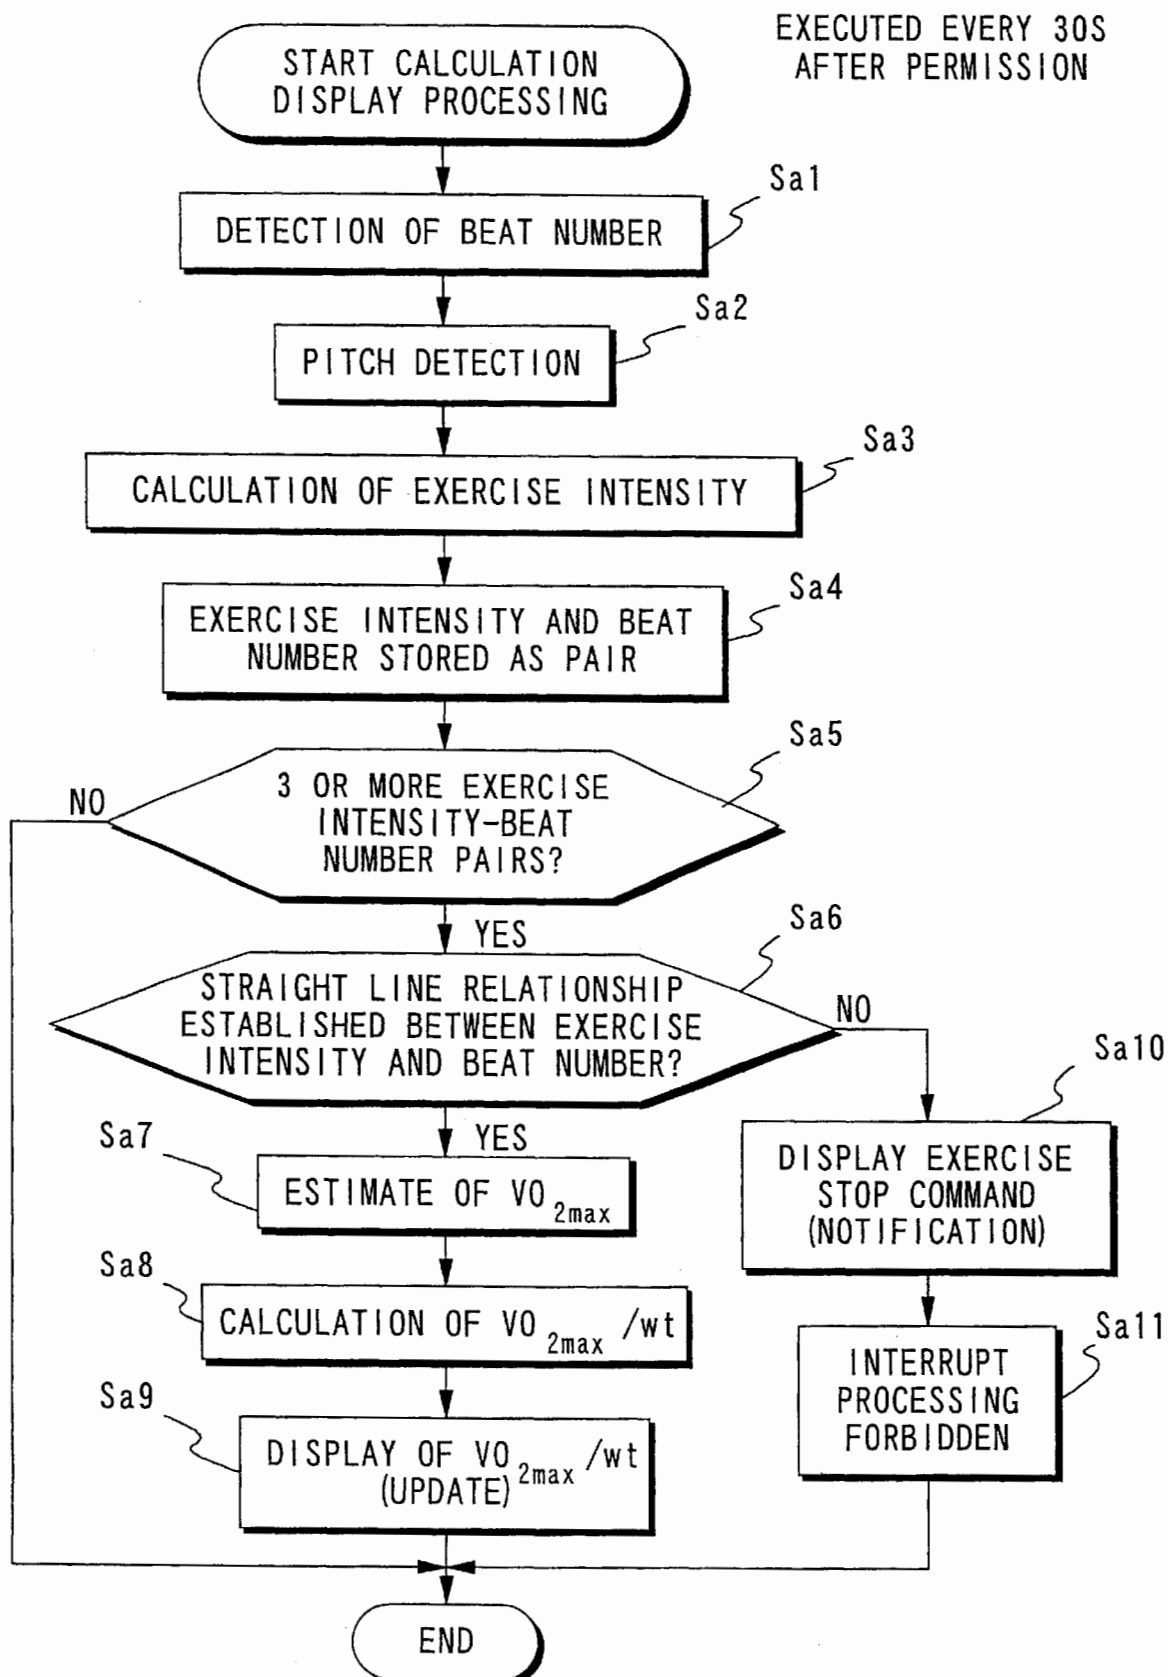 EXECUTED EVERY 30S
AFTER PERMISSION
START CALCULATION
DISPLAY PROCESSING
Sa1
DETECTION OF BEAT NUMBER
Sa2
PITCH DETECTION
Sa3
CALCULATION OF EXERCISE INTENSITY
Sa4
EXERCISE INTENSITY AND BEAT
NUMBER STORED AS PAIR
Sa5
3 OR MORE EXERCISE
INTENSITY-BEAT
NUMBER PAIRS?
NO
YES
Sa6
STRAIGHT LINE RELATIONSHIP
ESTABLISHED BETWEEN EXERCISE
INTENSITY AND BEAT NUMBER?
NO
YES
Sa7
ESTIMATE OF VO2max
Sa8
CALCULATION OF VO2max/wt
Sa9
DISPLAY OF VO2max/wt
(UPDATE)
Sa10
DISPLAY EXERCISE
STOP COMMAND
(NOTIFICATION)
Sa11
INTERRUPT
PROCESSING
FORBIDDEN
END